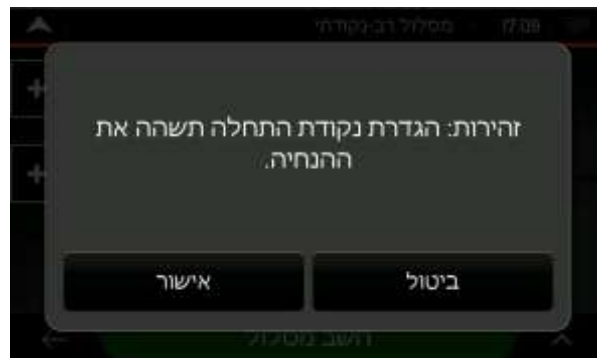 מסלול רב-נקודתי 17:09
זהירות: הגדרת נקודת התחלה תשהה את
ההנחיה.
ביטול
אישור
חשב מסלול